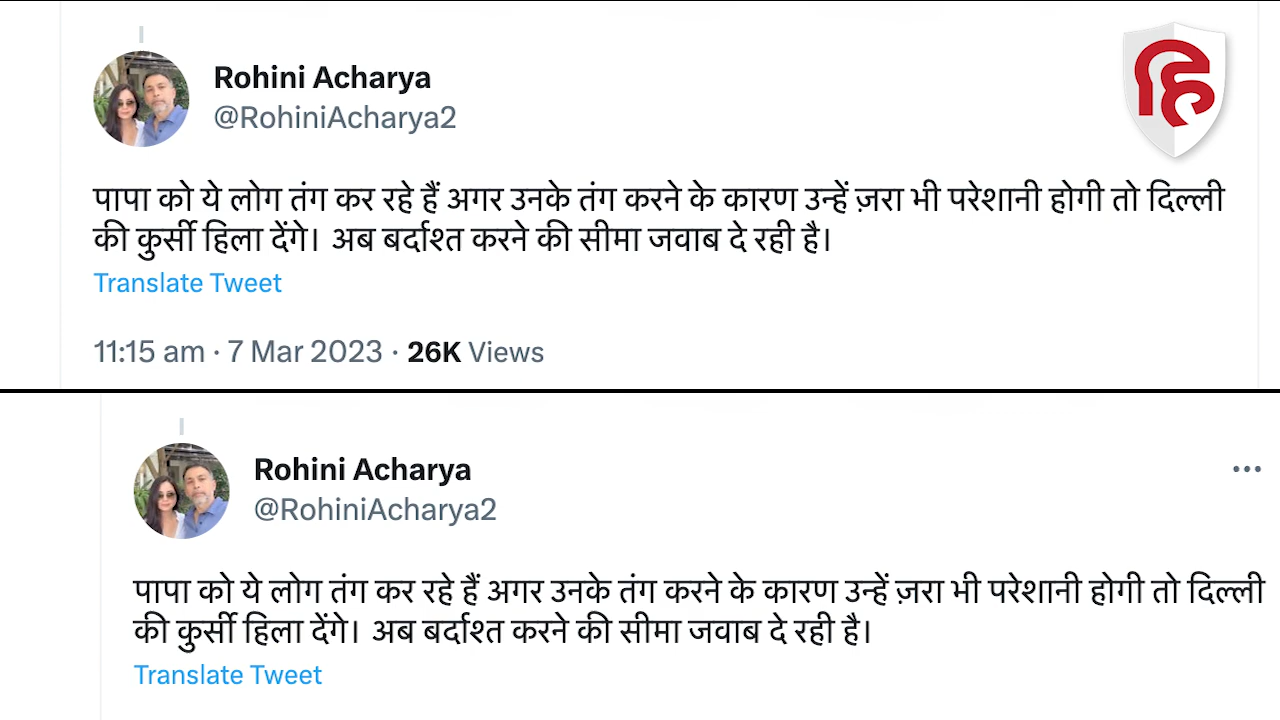 Rohini Acharya
@RohiniAcharya2
हि
पापा को ये लोग तंग कर रहे हैं अगर उनके तंग करने के कारण उन्हें ज़रा भी परेशानी होगी तो दिल्ली
की कुर्सी हिला देंगे। अब बर्दाश्त करने की सीमा जवाब दे रही है।
Translate Tweet
11:15 am · 7 Mar 2023 · 26K Views
Rohini Acharya
@RohiniAcharya2
पापा को ये लोग तंग कर रहे हैं अगर उनके तंग करने के कारण उन्हें ज़रा भी परेशानी होगी तो दिल्ली
की कुर्सी हिला देंगे। अब बर्दाश्त करने की सीमा जवाब दे रही है।
Translate Tweet